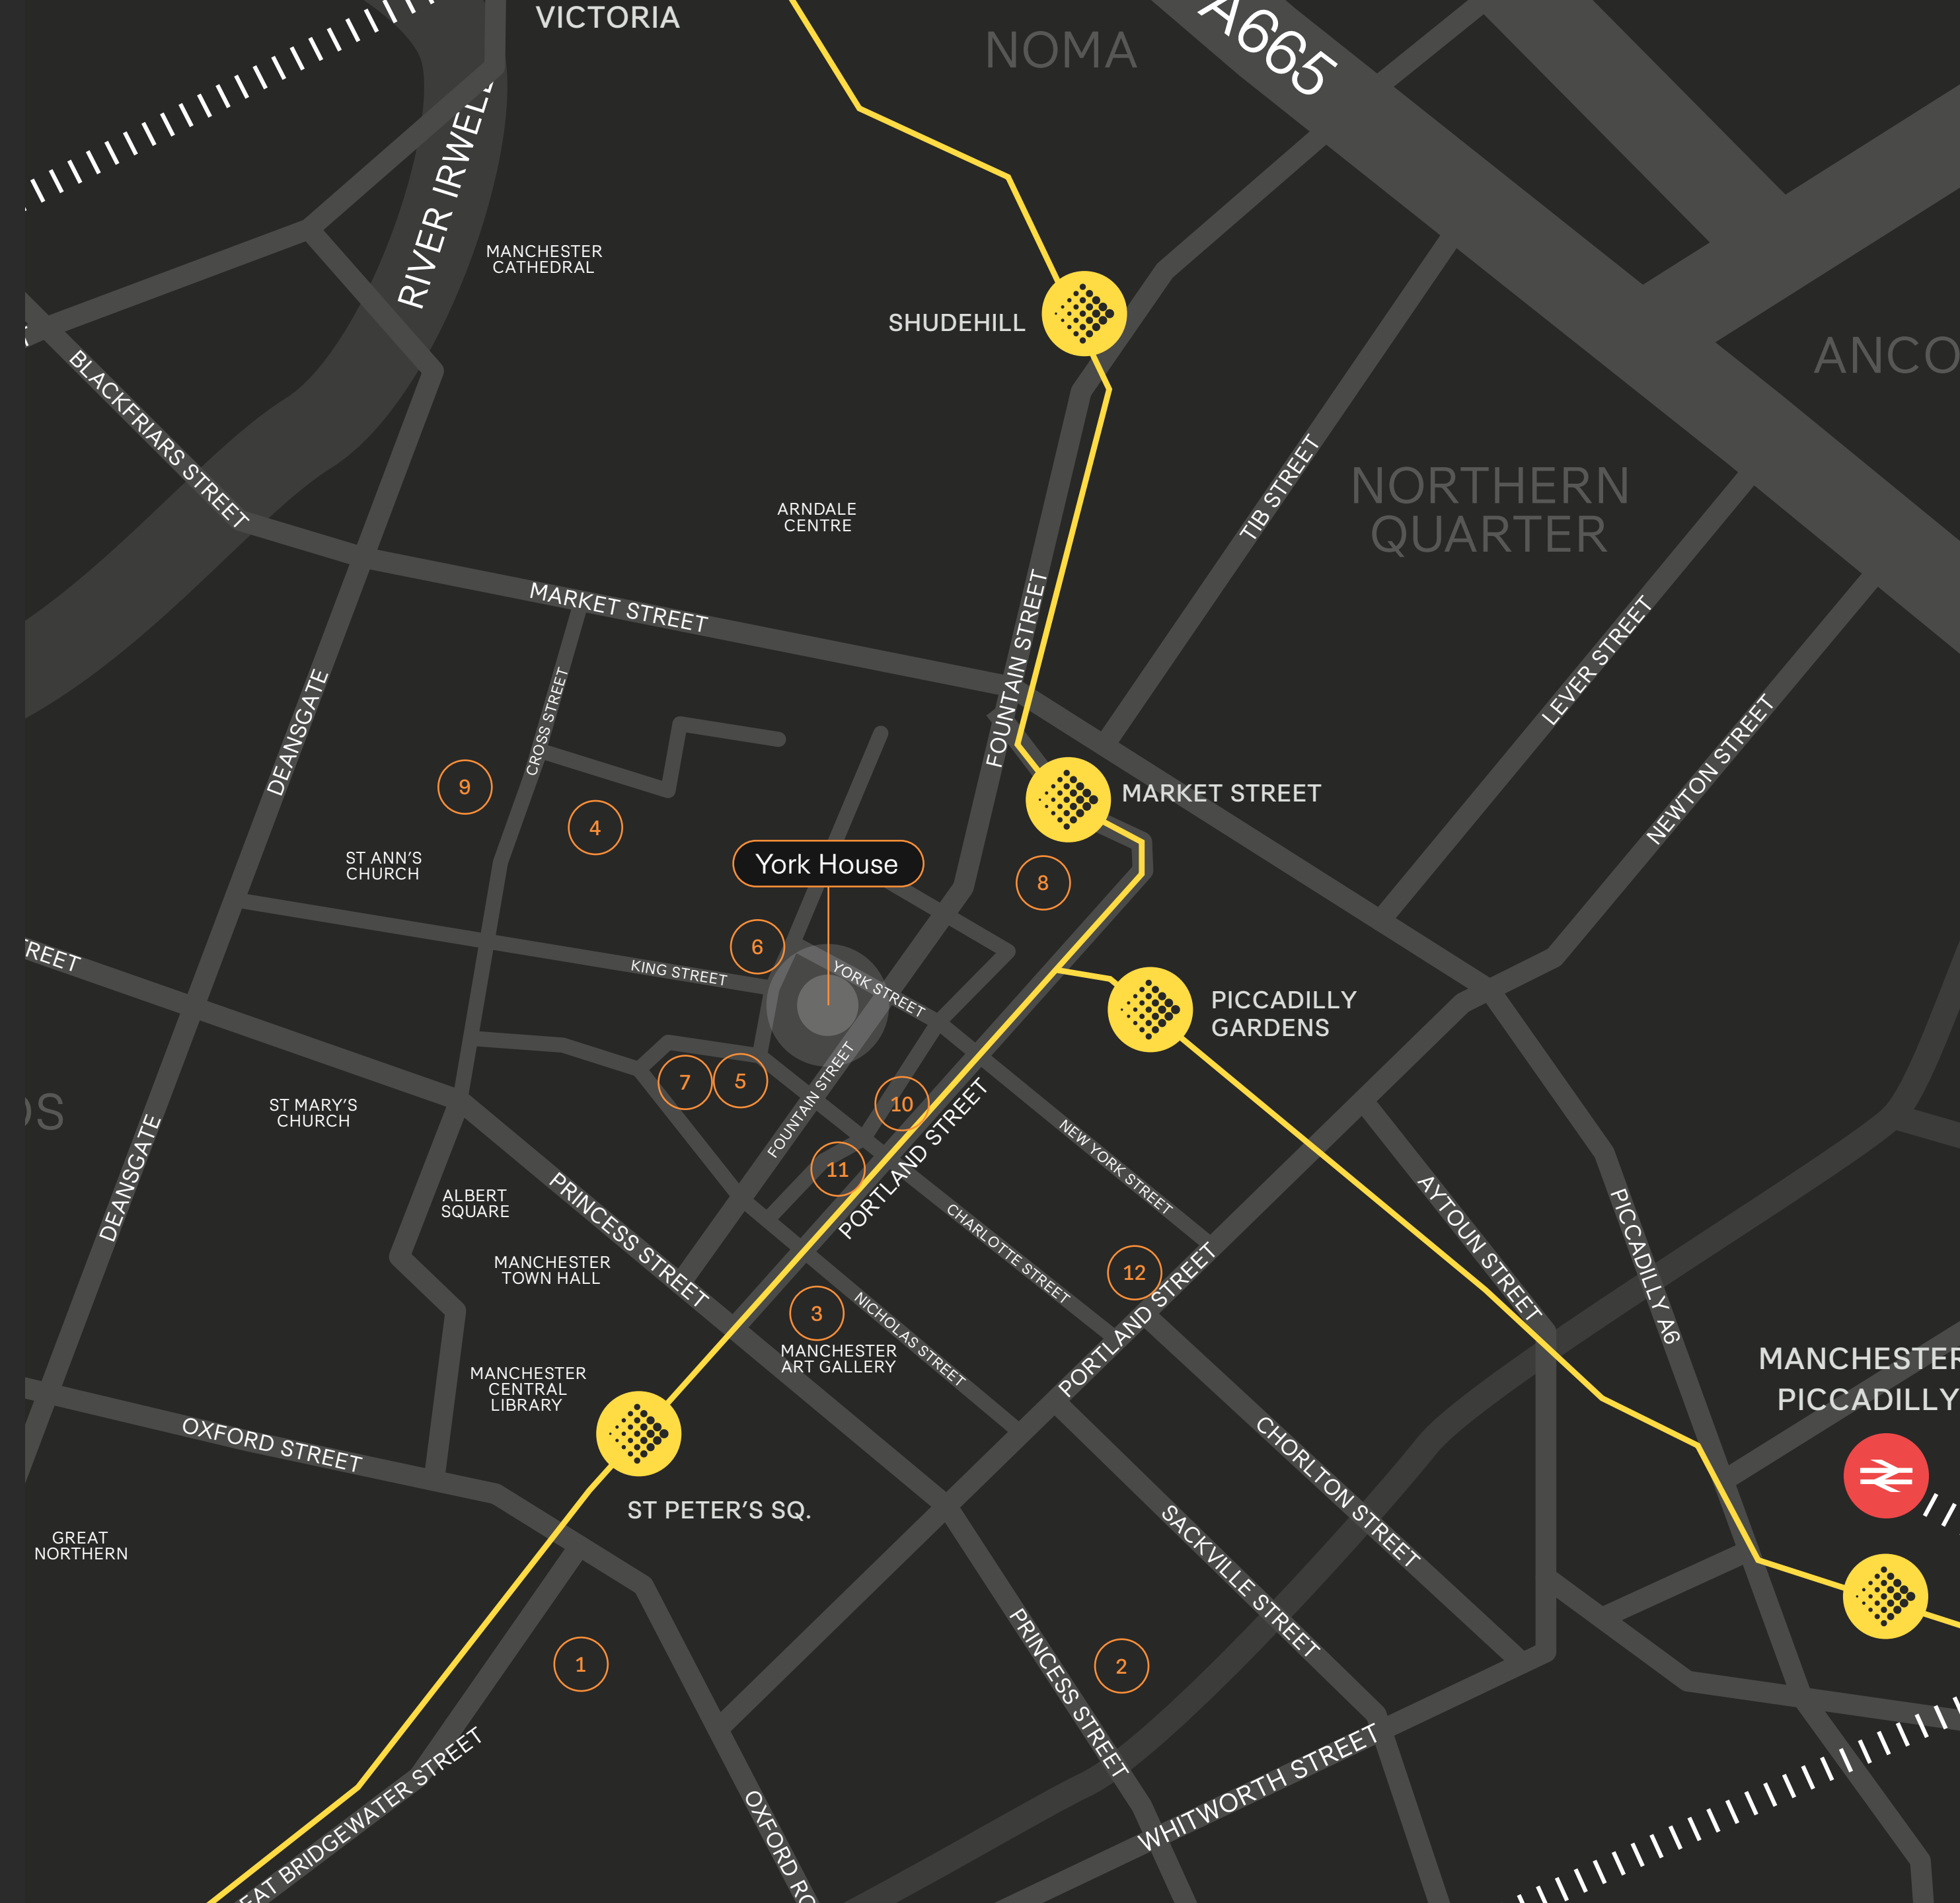 VICTORIA
NOMA
A665
RIVER IRWELL
MANCHESTER
CATHEDRAL
SHUDEHILL
BLACKFRIARS STREET
TIB STREET
NORTHERN
QUARTER
ARNDALE
CENTRE
MARKET STREET
FOUNTAIN STREET
LEVER STREET
NEWTON STREET
DEANSGATE
CROSS STREET
9
4
MARKET STREET
ST ANN'S
CHURCH
York House
8
6
KING STREET
YORK STREET
PICCADILLY
GARDENS
7
5
FOUNTAIN STREET
10
11
PORTLAND STREET
ST MARY'S
CHURCH
DEANSGATE
NEW YORK STREET
CHARLOTTE STREET
AYTOUN STREET
PICCADILLY A6
ALBERT
SQUARE
PRINCESS STREET
MANCHESTER
TOWN HALL
12
PORTLAND STREET
3
NICHOLAS STREET
MANCHESTER
ART GALLERY
MANCHESTER
PICCADILLY
MANCHESTER
CENTRAL
LIBRARY
OXFORD STREET
ST PETER'S SQ.
CHORLTON STREET
SACKVILLE STREET
GREAT
NORTHERN
1
2
PRINCESS STREET
WHITWORTH STREET
BRIDGEWATER STREET
OXFORD